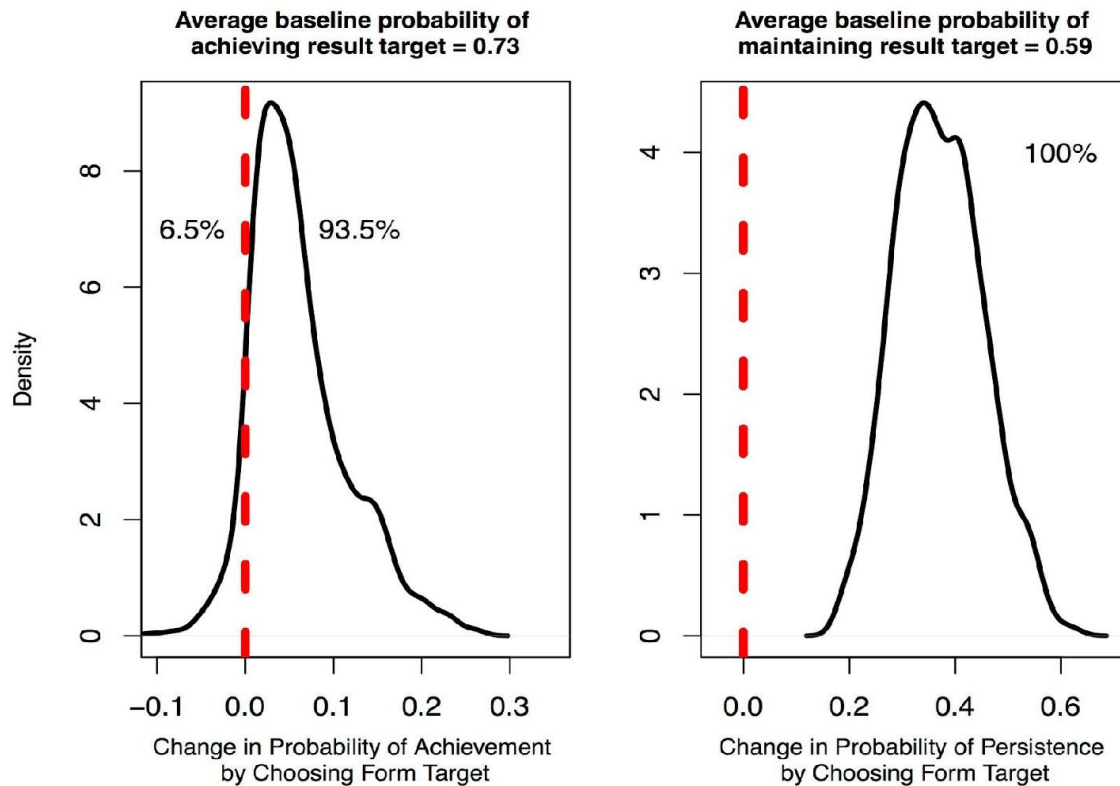 Average baseline probability of
achieving result target = 0.73
Density
8
6
4
2
0
6.5%
93.5%
−0.1
0.0
0.1
0.2
0.3
Change in Probability of Achievement
by Choosing Form Target
Average baseline probability of
maintaining result target = 0.59
4
3
2
1
0
100%
0.0
0.2
0.4
0.6
Change in Probability of Persistence
by Choosing Form Target